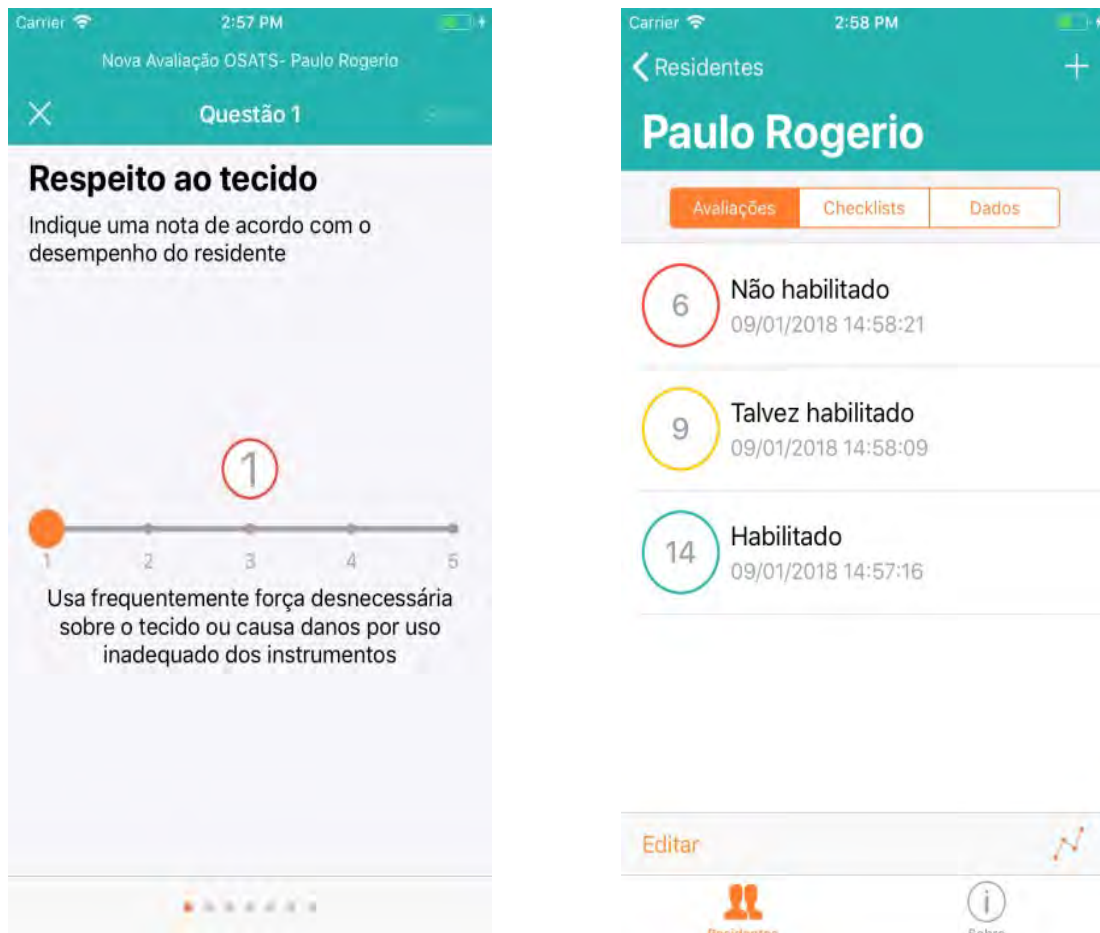 Carrier 2:57 PM
Nova Avaliação OSATS- Paulo Rogerio
Questão 1
Respeito ao tecido
Indique uma nota de acordo com o
desempenho do residente
1
1 2 3 4 5
Usa frequentemente força desnecessária
sobre o tecido ou causa danos por uso
inadequado dos instrumentos
Carrier 2:58 PM
Residentes
Paulo Rogerio
Avaliações Checklists Dados
6 Não habilitado
09/01/2018 14:58:21
9 Talvez habilitado
09/01/2018 14:58:09
14 Habilitado
09/01/2018 14:57:16
Editar
Residentes Sobre